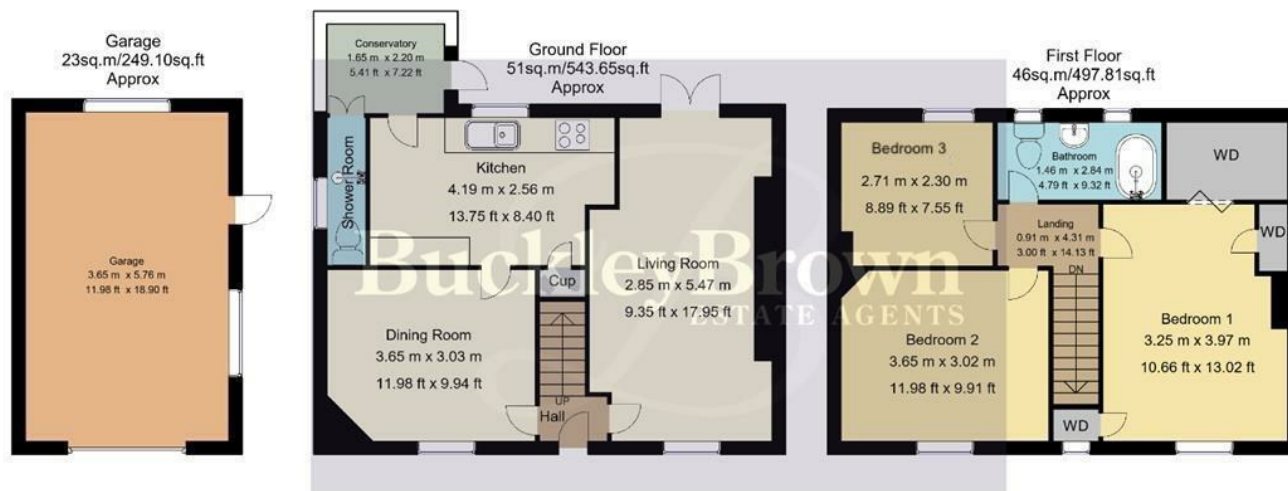 Garage
23sq.m/249.10sq.ft
Approx
Garage
3.65 m x 5.76 m
11.98 ft x 18.90 ft
Ground Floor
51sq.m/543.65sq.ft
Approx
Conservatory
1.65 m x 2.20 m
5.41 ft x 7.22 ft
Shower Room
Kitchen
4.19 m x 2.56 m
13.75 ft x 8.40 ft
Cup
Living Room
2.85 m x 5.47 m
9.35 ft x 17.95 ft
Dining Room
3.65 m x 3.03 m
11.98 ft x 9.94 ft
UP
Hall
First Floor
46sq.m/497.81sq.ft
Approx
Bedroom 3
2.71 m x 2.30 m
8.89 ft x 7.55 ft
Bathroom
1.46 m x 2.84 m
4.79 ft x 9.32 ft
WD
Landing
0.91 m x 4.31 m
3.00 ft x 14.13 ft
DN
WD
Bedroom 2
3.65 m x 3.02 m
11.98 ft x 9.91 ft
Bedroom 1
3.25 m x 3.97 m
10.66 ft x 13.02 ft
WD
BuckleyBrown
ESTATE AGENTS